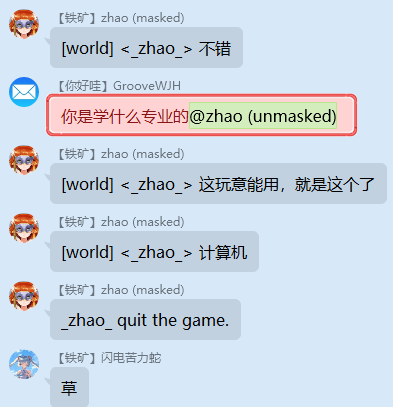 【铁矿】zhao (masked)
[world] <_zhao_> 不错
【你好哇】GrooveWJH
你是学什么专业的@zhao (unmasked)
【铁矿】zhao (masked)
[world] <_zhao_> 这玩意能用，就是这个了
【铁矿】zhao (masked)
[world] <_zhao_> 计算机
【铁矿】zhao (masked)
_zhao_ quit the game.
【铁矿】闪电苦力蛇
草